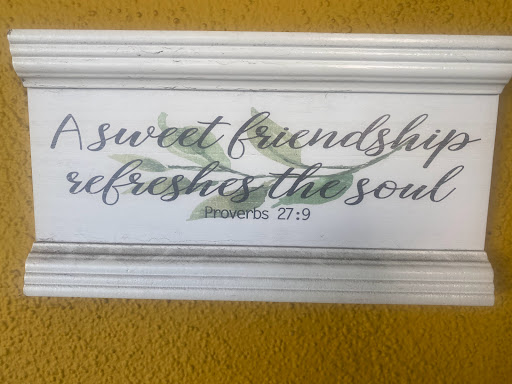 A sweet friendship
refreshes the soul
Proverbs 27:9